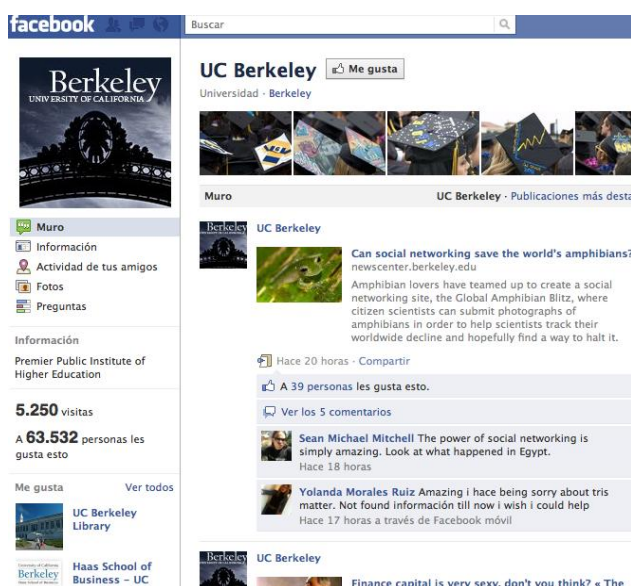 facebook
Buscar
Berkeley
UNIVERSITY OF CALIFORNIA
Muro
Información
Actividad de tus amigos
Fotos
Preguntas
Información
Premier Public Institute of
Higher Education
5.250 visitas
A 63.532 personas les
gusta esto
Me gusta Ver todos
UC Berkeley
Library
Berkeley
Haas School of
Business – UC
UC Berkeley Me gusta
Universidad · Berkeley
Muro UC Berkeley · Publicaciones más desta
Berkeley
UC Berkeley
Can social networking save the world's amphibians?
newscenter.berkeley.edu
Amphibian lovers have teamed up to create a social
networking site, the Global Amphibian Blitz, where
citizen scientists can submit photographs of
amphibians in order to help scientists track their
worldwide decline and hopefully find a way to halt it.
Hace 20 horas · Compartir
A 39 personas les gusta esto.
Ver los 5 comentarios
Sean Michael Mitchell The power of social networking is
simply amazing. Look at what happened in Egypt.
Hace 18 horas
Yolanda Morales Ruiz Amazing i hace being sorry about tris
matter. Not found información till now i wish i could help
Hace 17 horas a través de Facebook móvil
Berkeley
UC Berkeley
Finance capital is very sexy, don't you think? « The